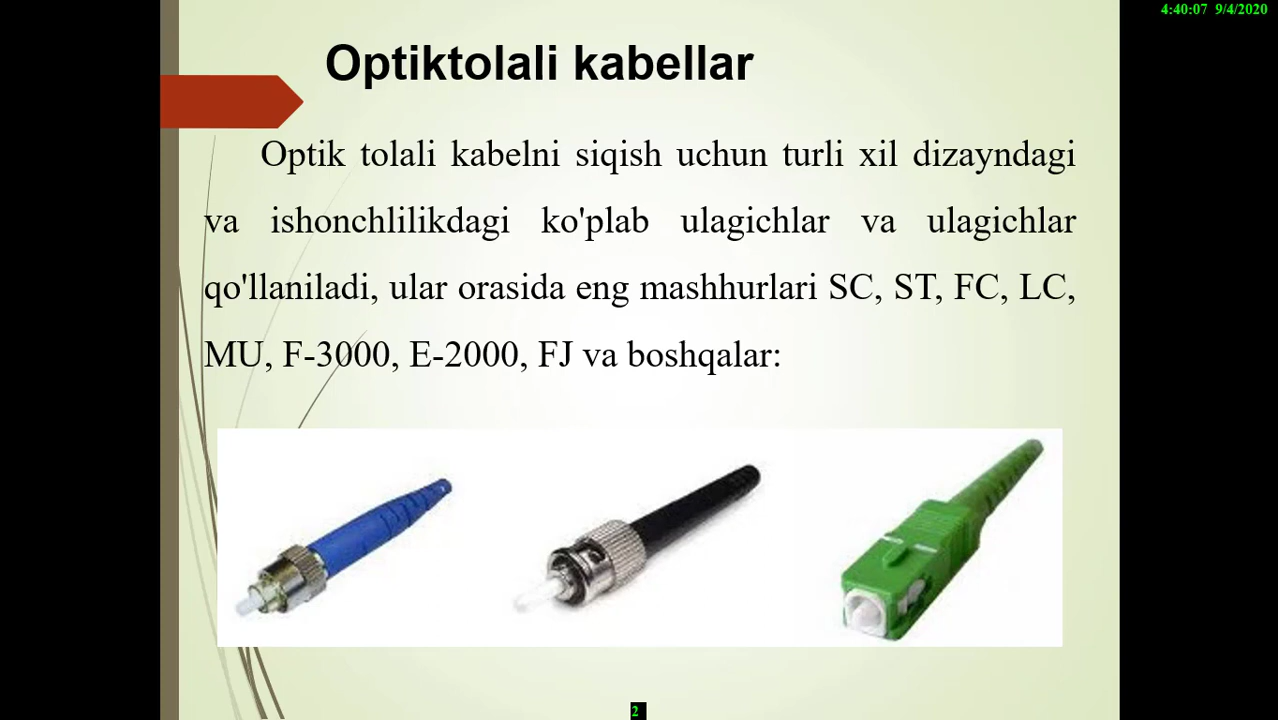 4:40:07 9/4/2020
Optiktolali kabellar
Optik tolali kabelni siqish uchun turli xil dizayndagi
va ishonchlilikdagi ko'plab ulagichlar va ulagichlar
qo'llaniladi, ular orasida eng mashhurlari SC, ST, FC, LC,
MU, F-3000, E-2000, FJ va boshqalar:
2